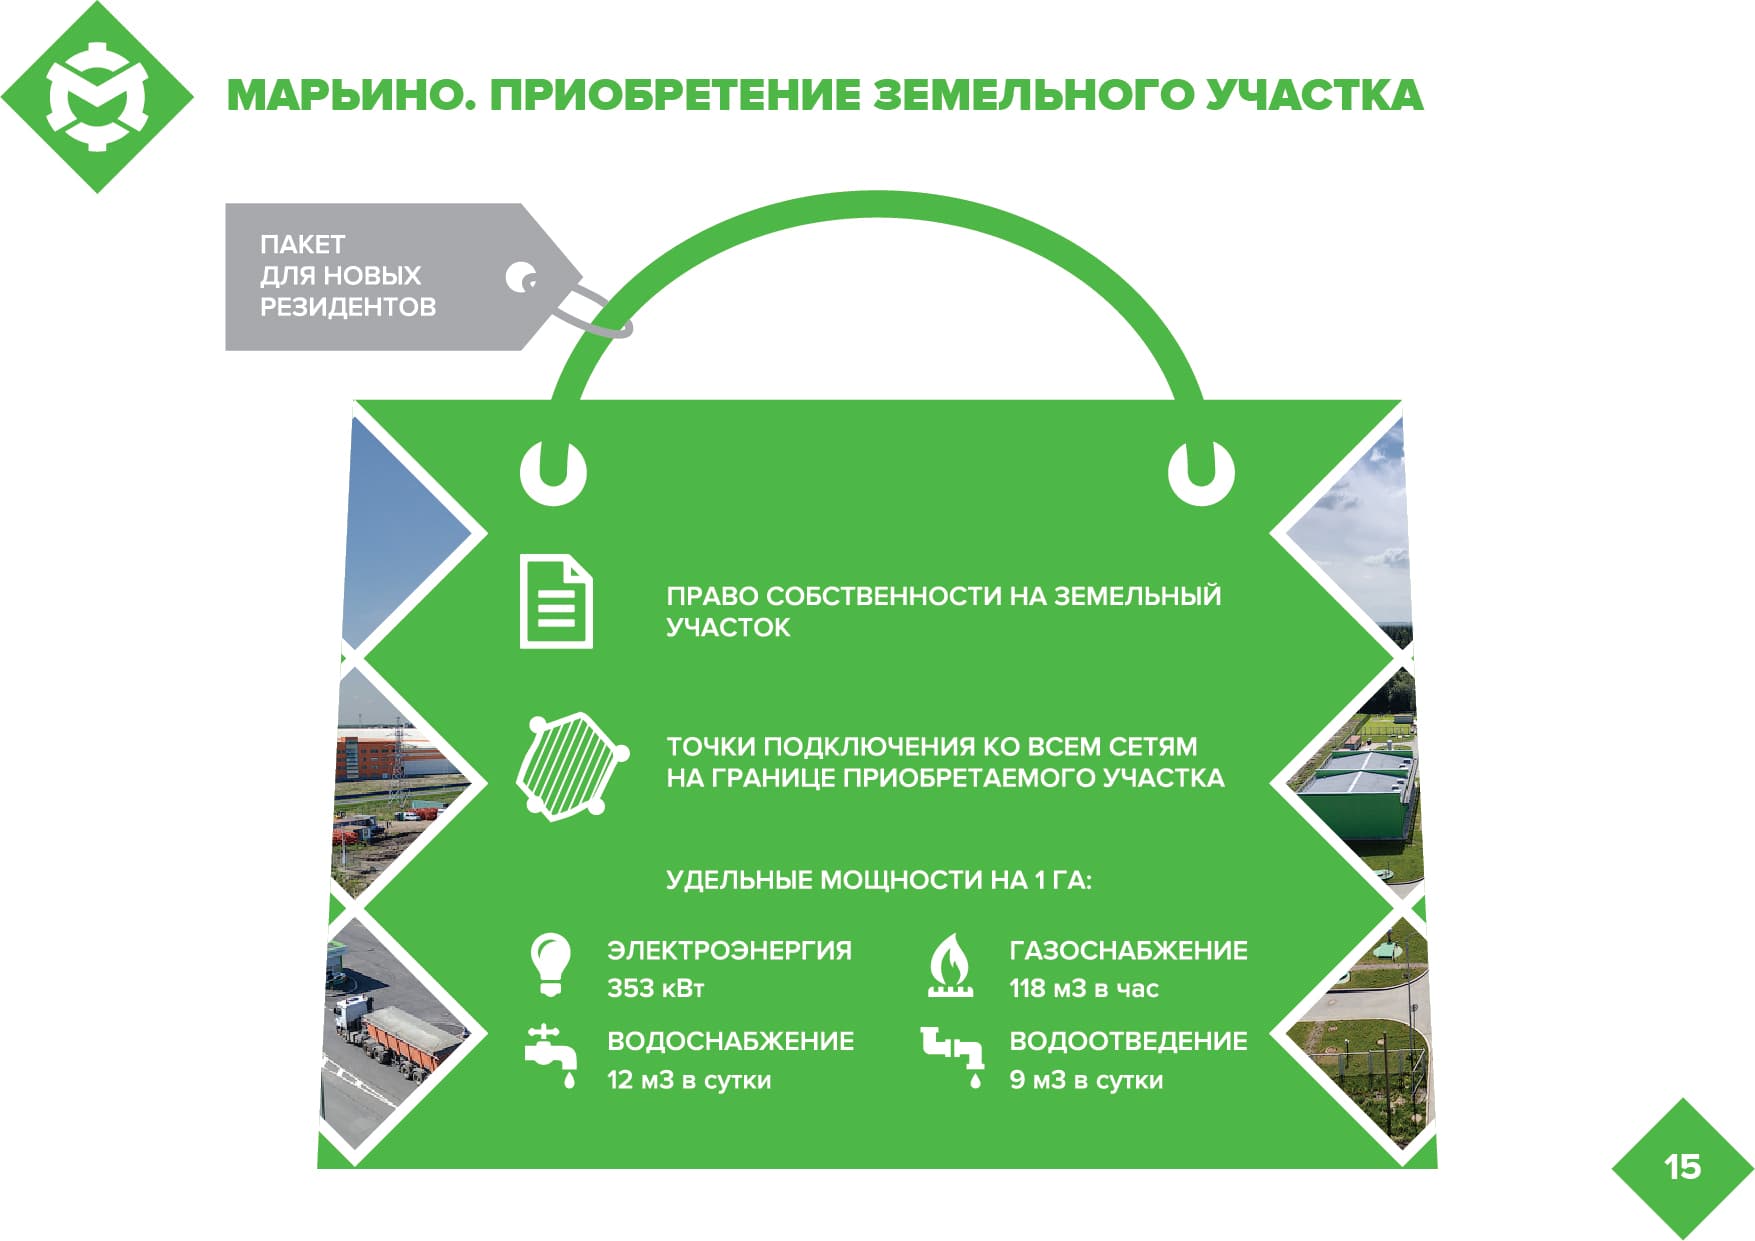 МАРЬИНО. ПРИОБРЕТЕНИЕ ЗЕМЕЛЬНОГО УЧАСТКА
ПАКЕТ
ДЛЯ НОВЫХ
РЕЗИДЕНТОВ
ПРАВО СОБСТВЕННОСТИ НА ЗЕМЕЛЬНЫЙ
УЧАСТОК
ТОЧКИ ПОДКЛЮЧЕНИЯ КО ВСЕМ СЕТЯМ
НА ГРАНИЦЕ ПРИОБРЕТАЕМОГО УЧАСТКА
УДЕЛЬНЫЕ МОЩНОСТИ НА 1 ГА:
ЭЛЕКТРОЭНЕРГИЯ
353 кВт
ГАЗОСНАБЖЕНИЕ
118 м3 в час
ВОДОСНАБЖЕНИЕ
12 м3 в сутки
ВОДООТВЕДЕНИЕ
9 м3 в сутки
15